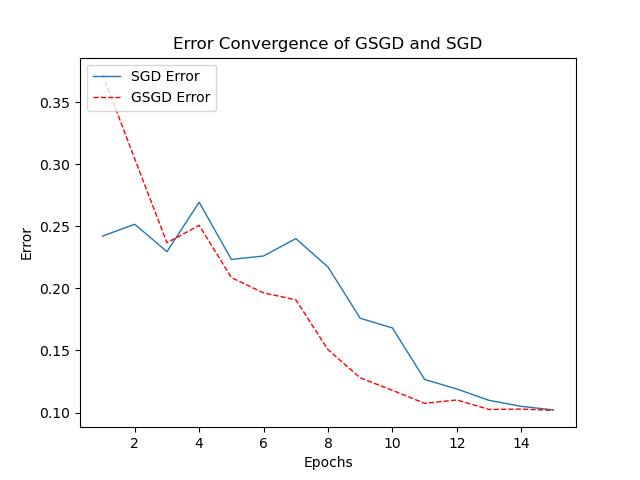 Error Convergence of GSGD and SGD
SGD Error
GSGD Error
0.35
0.30
0.25
0.20
0.15
0.10
Error
2 4 6 8 10 12 14
Epochs